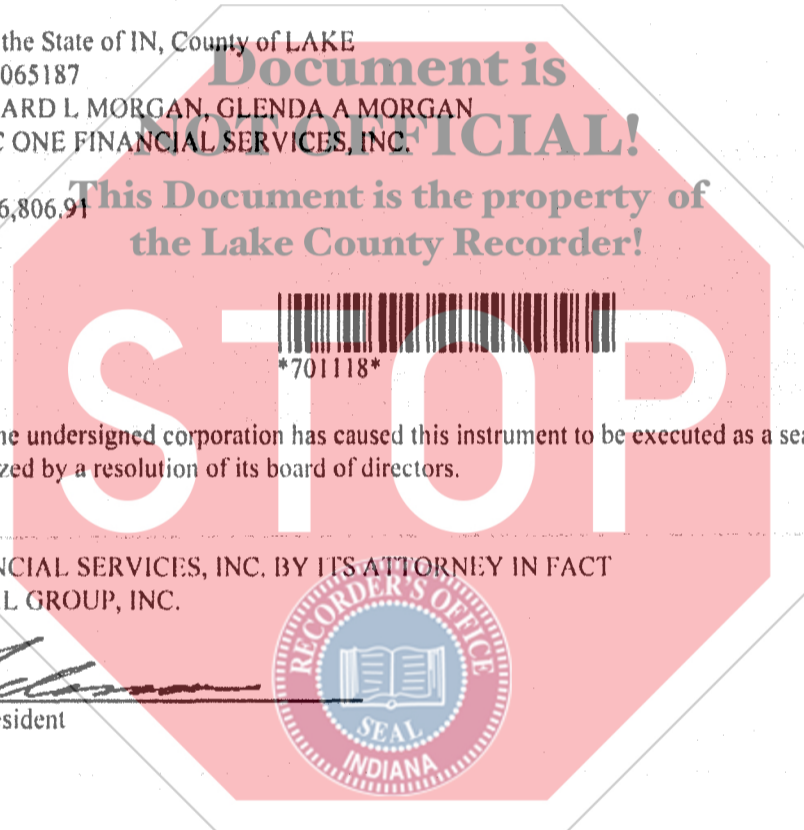 the State of IN, County of LAKE
Document is
065187
ARD L MORGAN, GLENDA A MORGAN
NOT OFFICIAL!
C ONE FINANCIAL SERVICES, INC.
This Document is the property of
6,806.91
the Lake County Recorder!
*701118*
STOP
he undersigned corporation has caused this instrument to be executed as a sea
zed by a resolution of its board of directors.
NCIAL SERVICES, INC. BY ITS ATTORNEY IN FACT
L GROUP, INC.
RECORDER'S OFFICE
SEAL
INDIANA
sident